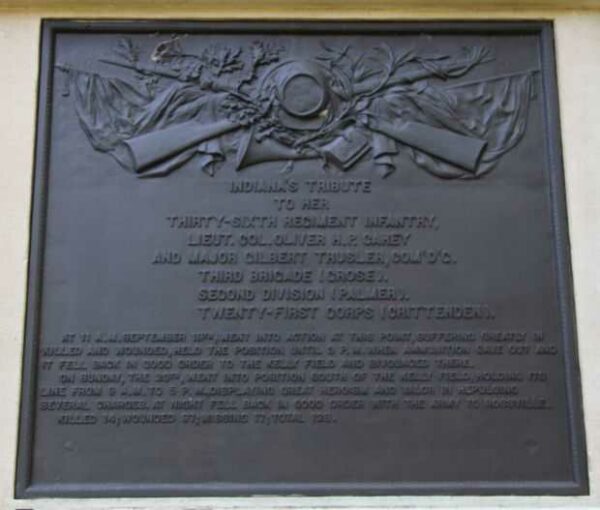 INDIANA'S TRIBUTE
TO HER
THIRTY-SIXTH REGIMENT INFANTRY,
LIEUT. COL. OLIVER H.P. CAREY
AND MAJOR GILBERT TRUSLER, COM'D'G.
THIRD BRIGADE (GROSE).
SECOND DIVISION (PALMER).
TWENTY-FIRST CORPS (CRITTENDEN).
AT 11 A.M. SEPTEMBER 19TH, WENT INTO ACTION AT THIS POINT, SUFFERING GREATLY IN
KILLED AND WOUNDED, HELD THE POSITION UNTIL 3 P.M. WHEN AMMUNITION GAVE OUT AND
IT FELL BACK IN GOOD ORDER TO THE KELLY FIELD AND BIVOUACED THERE.
ON SUNDAY, THE 20TH, WENT INTO POSITION SOUTH OF THE KELLY FIELD, HOLDING ITS
LINE FROM 9 A.M. TO 5 P.M. DISPLAYING GREAT HEROISM AND VALOR IN REPULSING
SEVERAL CHARGES. AT NIGHT FELL BACK IN GOOD ORDER WITH THE ARMY TO ROSSVILLE.
KILLED 14; WOUNDED 97; MISSING 17; TOTAL 128.